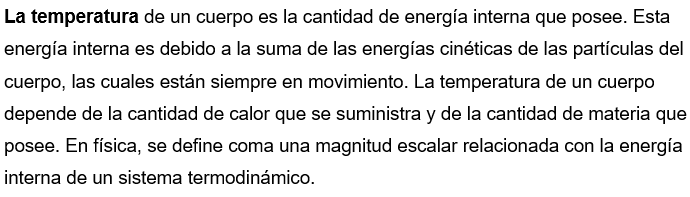 La temperatura de un cuerpo es la cantidad de energía interna que posee. Esta
energía interna es debido a la suma de las energías cinéticas de las partículas del
cuerpo, las cuales están siempre en movimiento. La temperatura de un cuerpo
depende de la cantidad de calor que se suministra y de la cantidad de materia que
posee. En física, se define coma una magnitud escalar relacionada con la energía
interna de un sistema termodinámico.